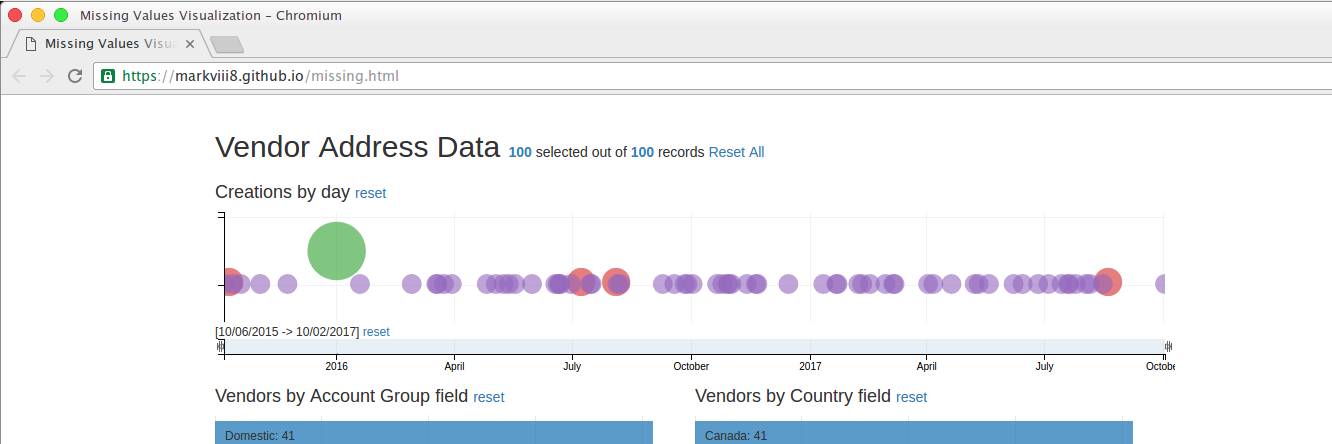 Missing Values Visualization – Chromium
Missing Values Visua
https://markviii8.github.io/missing.html
Vendor Address Data 100 selected out of 100 records Reset All
Creations by day reset
[10/06/2015 -> 10/02/2017] reset
2016 April July October 2017 April July Octobe
Vendors by Account Group field reset Vendors by Country field reset
Domestic: 41 Canada: 41